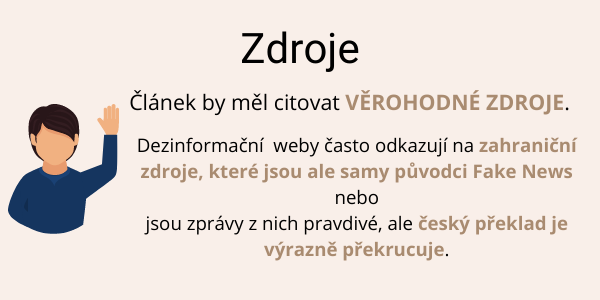 Zdroje
Článek by měl citovat VĚROHODNÉ ZDROJE.
Dezinformační weby často odkazují na zahraniční
zdroje, které jsou ale samy původci Fake News
nebo
jsou zprávy z nich pravdivé, ale český překlad je
výrazně překrucuje.